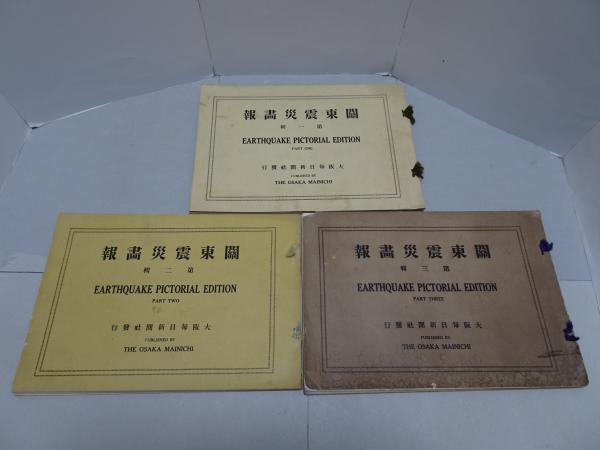 報畵災震東關
輯一第
EARTHQUAKE PICTORIAL EDITION
PART ONE
行發社聞新日每阪大
PUBLISHED BY
THE OSAKA MAINICHI
報畵災震東關
輯二第
EARTHQUAKE PICTORIAL EDITION
PART TWO
行發社聞新日每阪大
PUBLISHED BY
THE OSAKA MAINICHI
報畵災震東關
輯三第
EARTHQUAKE PICTORIAL EDITION
PART THREE
行發社聞新日每阪大
PUBLISHED BY
THE OSAKA MAINICHI